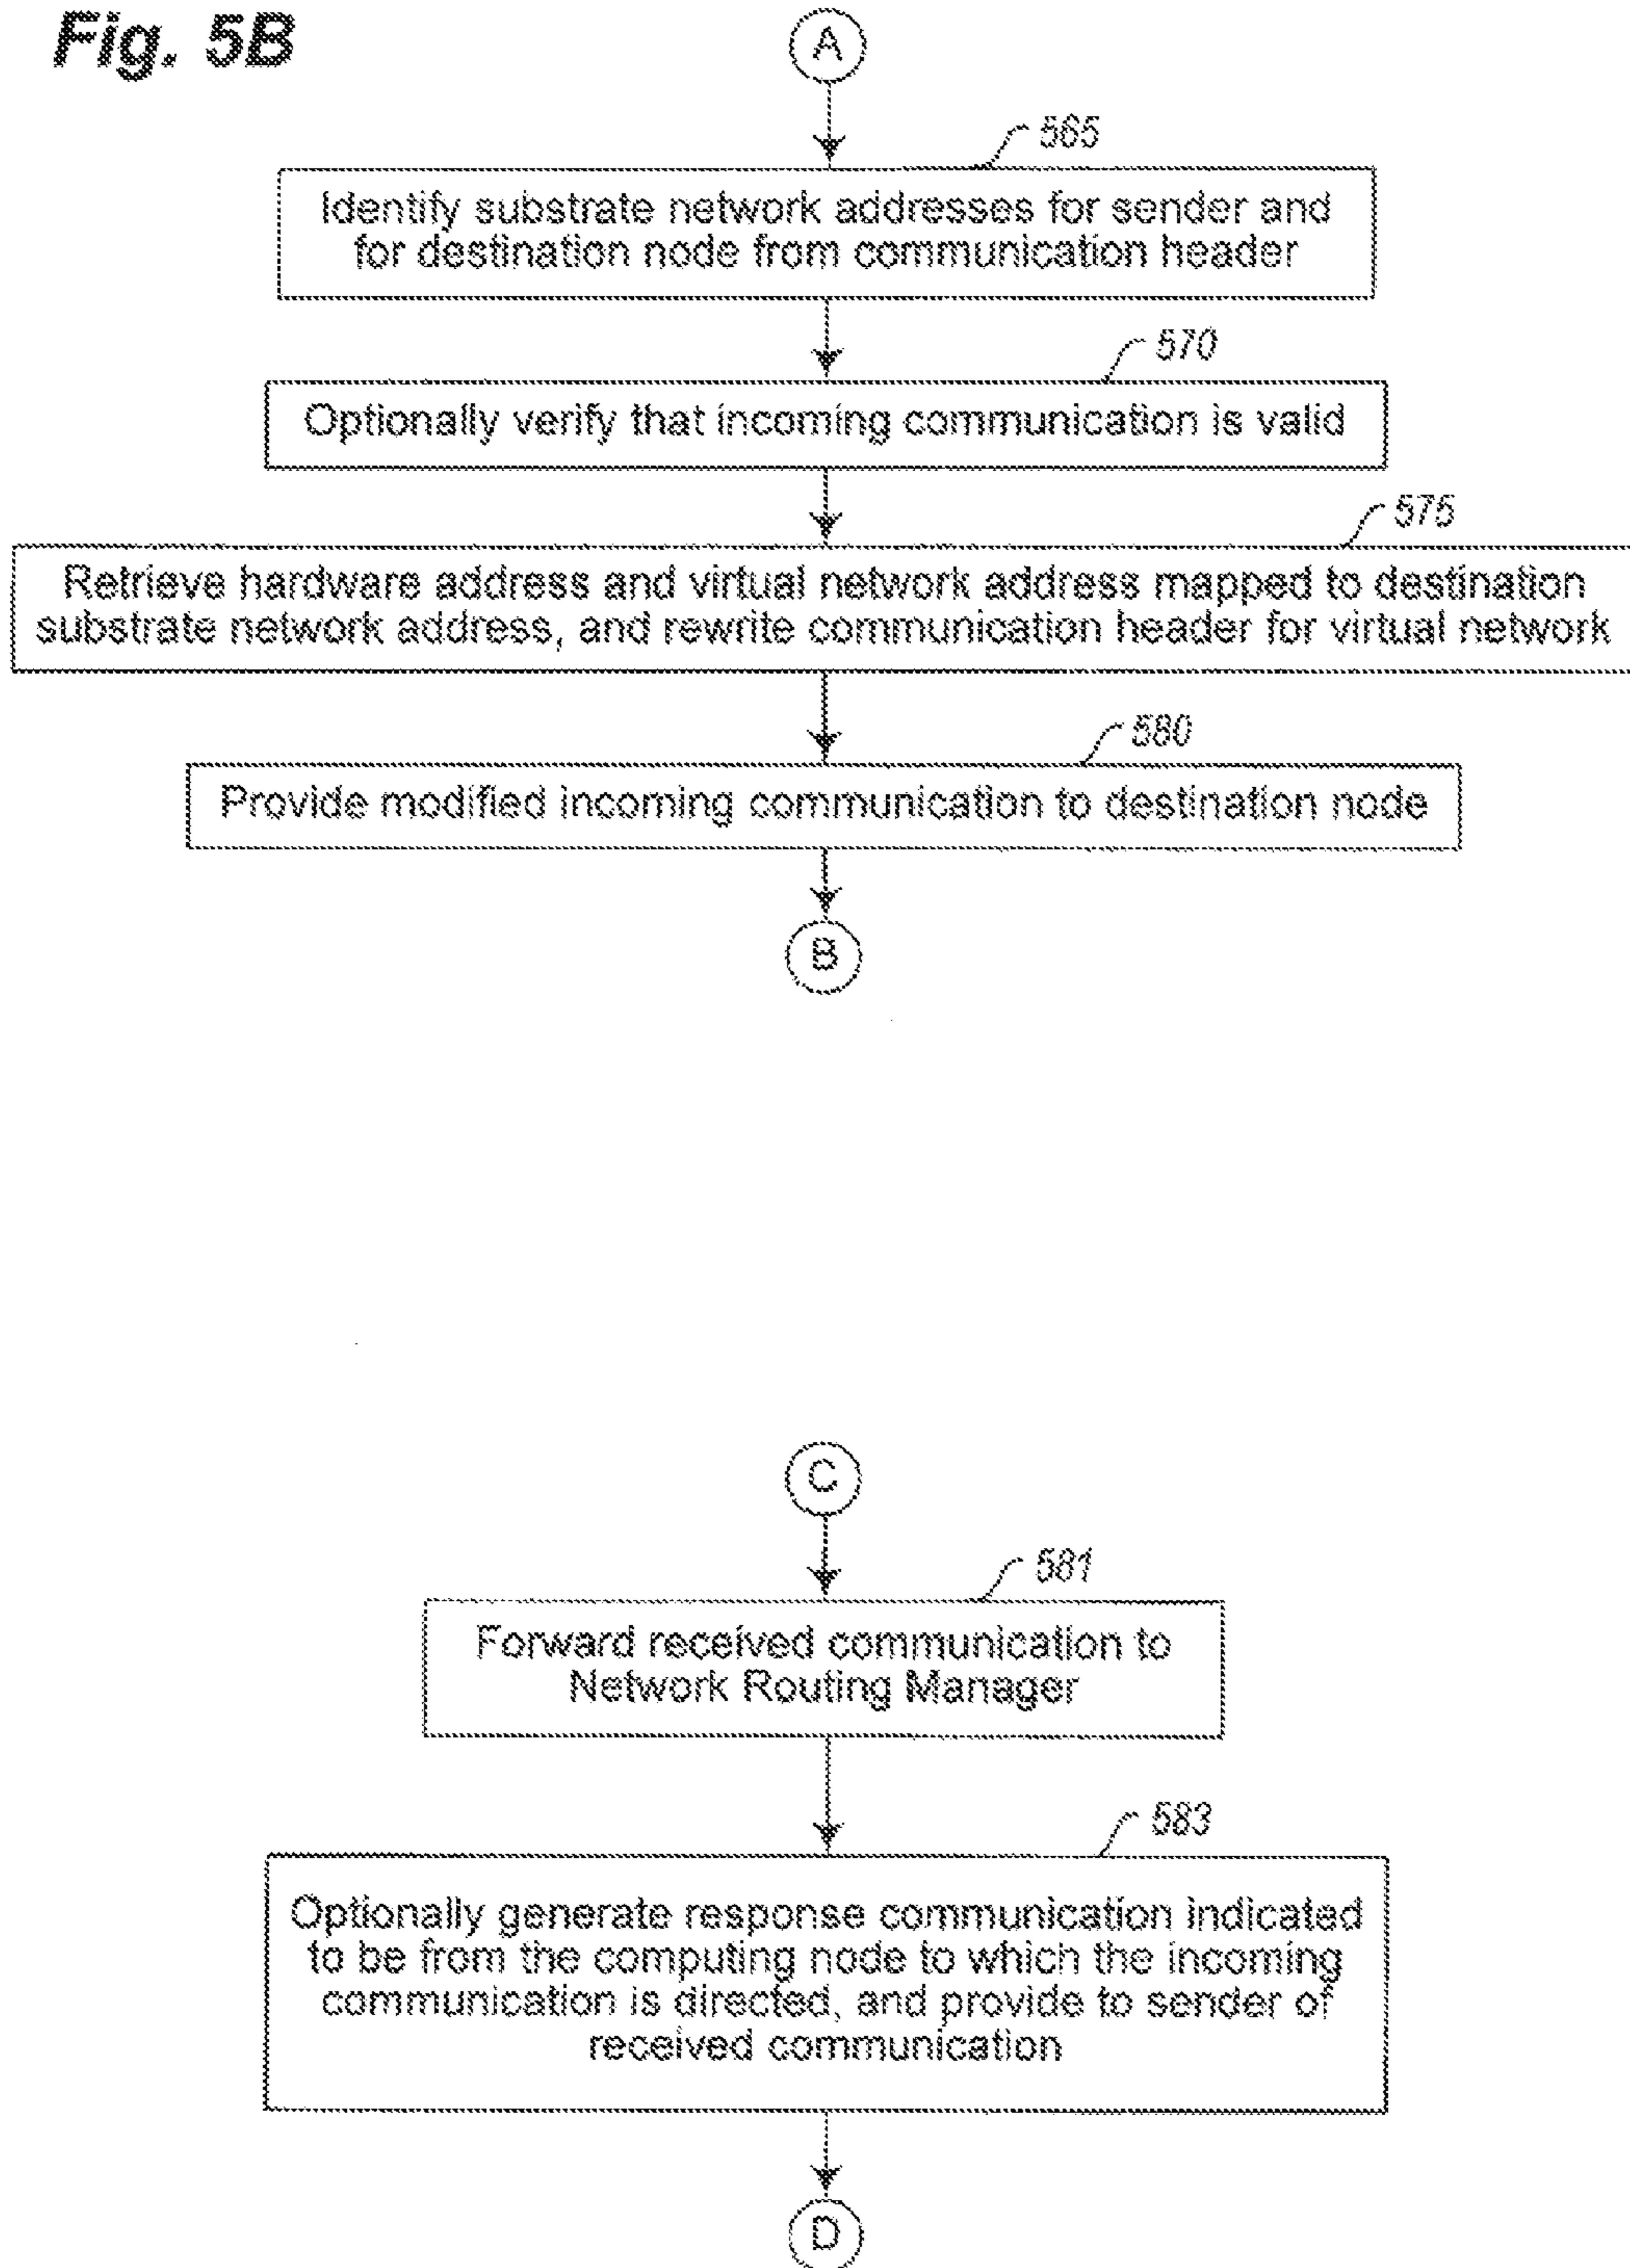 Fig. 5B
A
565
Identify substrate network addresses for sender and
for destination node from communication header
570
Optionally verify that incoming communication is valid
575
Retrieve hardware address and virtual network address mapped to destination
substrate network address, and rewrite communication header for virtual network
580
Provide modified incoming communication to destination node
B
C
581
Forward received communication to
Network Routing Manager
583
Optionally generate response communication indicated
to be from the computing node to which the incoming
communication is directed, and provide to sender of
received communication
D